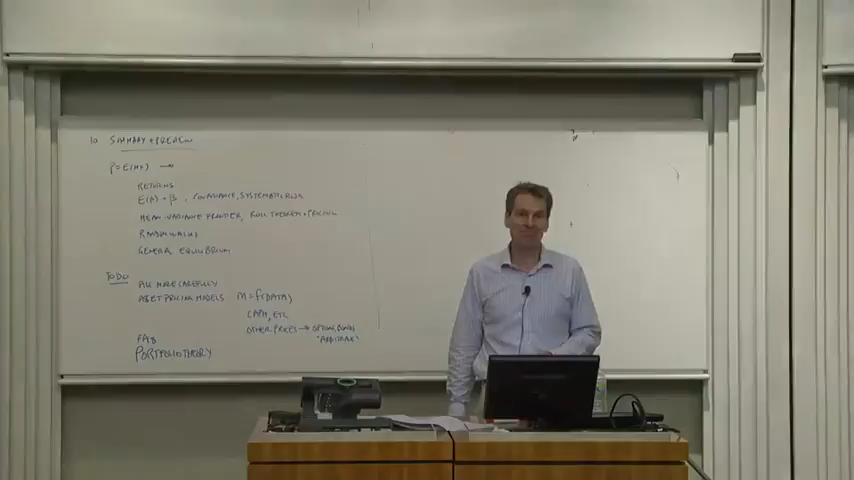 10 SUMMARY + PREVIEW
P=E(MX) →
RETURNS
E(R) = β, COVARIANCE, SYSTEMATIC RISK
MEAN-VARIANCE FRONTIER, ROLL THEOREM + PRICING
RANDOM WALKS
GENERAL EQUILIBRIUM
TODO
ALL MORE CAREFULLY
ASSET PRICING MODELS M=f(DATA)
CAPM, ETC
OTHER PRICES → OPTIONS, BONDS
"ARBITRAGE"
PORTFOLIO THEORY